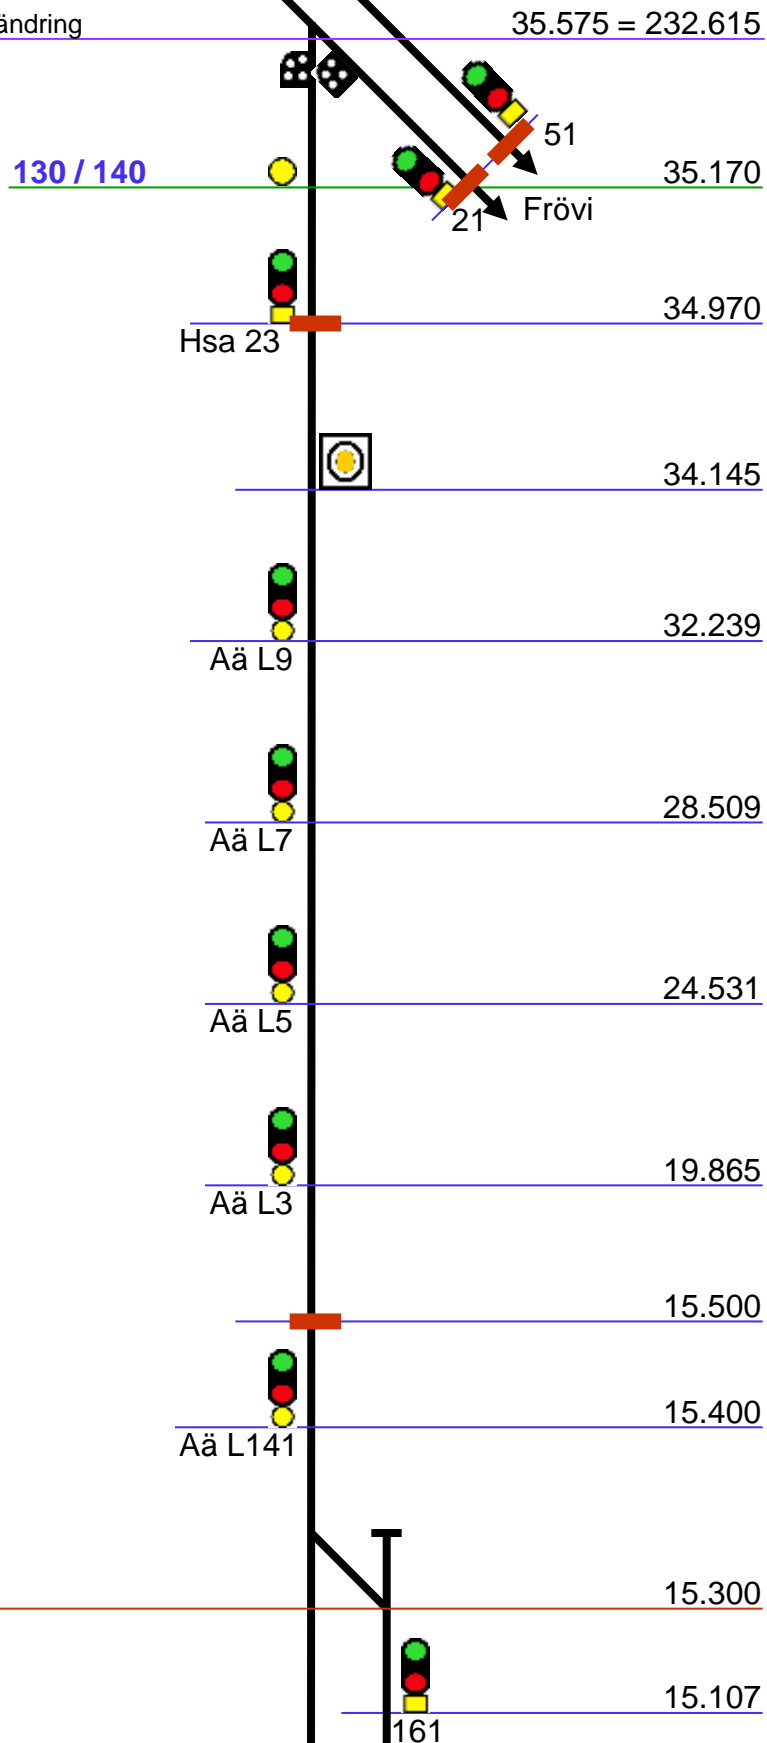 ändring
35.575 = 232.615
51
130 / 140
35.170
Frövi
21
34.970
Hsa 23
34.145
32.239
Aä L9
28.509
Aä L7
24.531
Aä L5
19.865
Aä L3
15.500
15.400
Aä L141
15.300
15.107
161